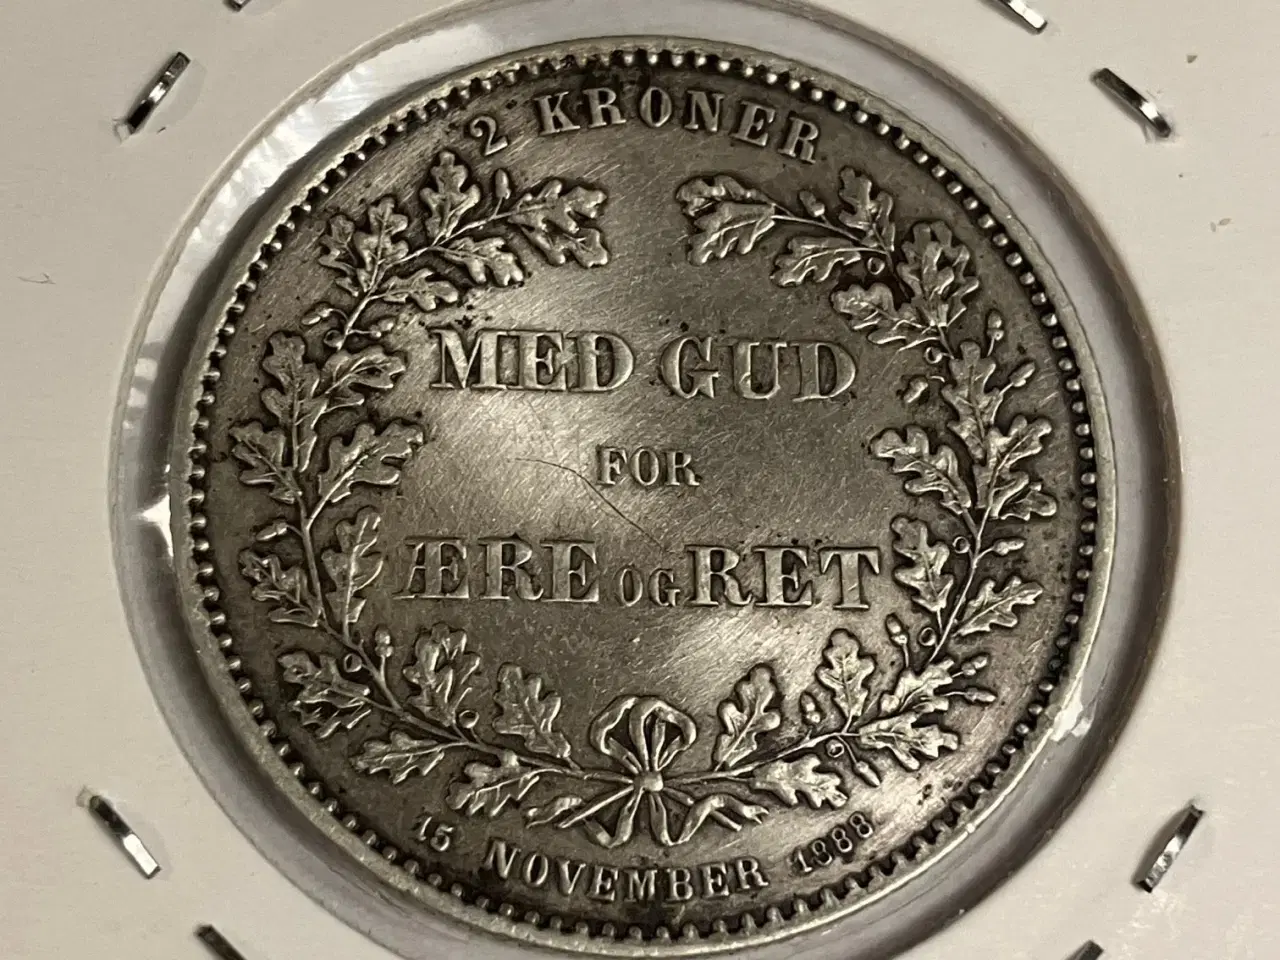 2 KRONER
MED GUD
FOR
ÆRE OG RET
15 NOVEMBER 1888